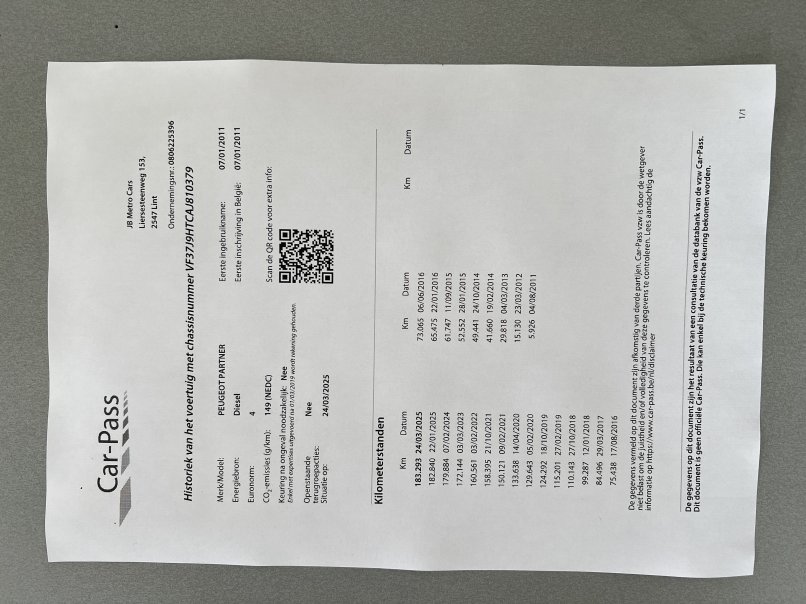 Car-Pass
JB Metro Cars
Liersesteenweg 153,
2547 Lint
Ondernemingsnr.: 0806225396
Historiek van het voertuig met chassisnummer VF37J9HTCAJ810379
Merk/Model: PEUGEOT PARTNER
Energiebron: Diesel
Euronorm: 4
CO2-emissies (g/km): 149 (NEDC)
Keuring na ongeval noodzakelijk: Nee
Enkel met expertises uitgevoerd na 01/03/2019 wordt rekening gehouden.
Openstaande Nee
terugroepacties:
Situatie op: 24/03/2025
Eerste ingebruikname: 07/01/2011
Eerste inschrijving in België: 07/01/2011
Scan de QR code voor extra info:
Kilometerstanden
Km Datum
183.293 24/03/2025
182.840 22/01/2025
179.884 07/02/2024
172.144 03/03/2023
160.561 03/02/2022
158.395 21/10/2021
150.121 09/02/2021
133.638 14/04/2020
129.643 05/02/2020
124.292 18/10/2019
115.201 27/02/2019
110.143 27/10/2018
99.287 12/01/2018
84.496 29/03/2017
75.438 17/08/2016
Km Datum
73.065 06/06/2016
65.475 22/01/2016
61.747 11/09/2015
52.552 28/01/2015
49.441 24/10/2014
41.660 19/02/2014
29.818 04/03/2013
15.130 23/03/2012
5.926 04/08/2011
Km Datum
De gegevens vermeld op dit document zijn afkomstig van derde partijen. Car-Pass vzw is door de wetgever
niet belast om de juistheid en/of volledigheid van deze gegevens te controleren. Lees aandachtig de
informatie op https://www.car-pass.be/nl/disclaimer
De gegevens op dit document zijn het resultaat van een consultatie van de databank van de vzw Car-Pass.
Dit document is geen officiële Car-Pass. Die kan enkel bij de technische keuring bekomen worden.
1/1